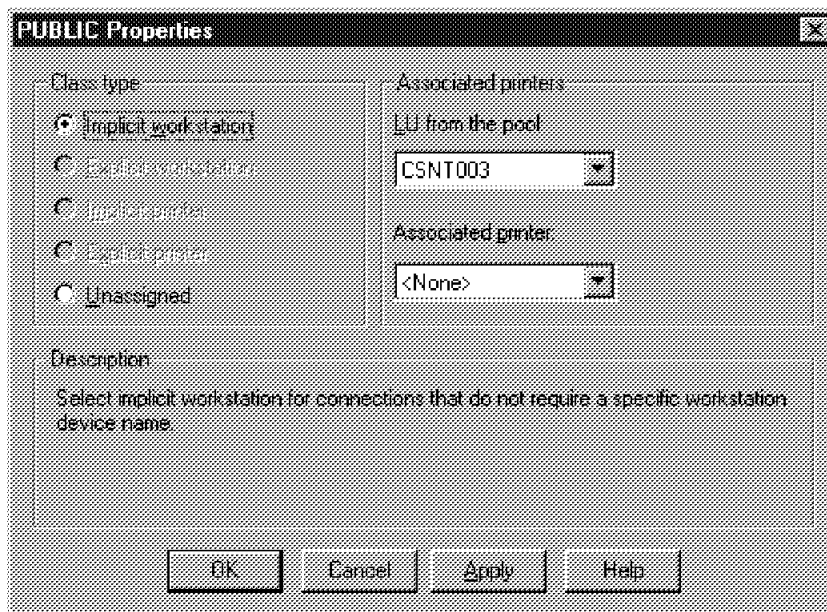 PUBLIC Properties
Class type
Implicit workstation
Explicit workstation
Implicit printer
Explicit printer
Unassigned
Associated printers
LU from the pool
CSNT003
Associated printer:
<None>
Description
Select implicit workstation for connections that do not require a specific workstation
device name.
OK
Cancel
Apply
Help